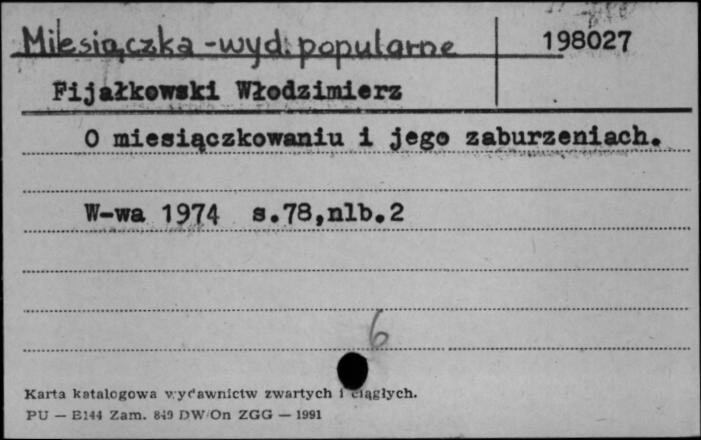 Miesiączka - wyd. popularne
198027
Fijałkowski Włodzimierz
O miesiączkowaniu i jego zaburzeniach.
W-wa 1974 s.78,nlb.2
6
Karta katalogowa wydawnictw zwartych i ciągłych.
PU — B144 Zam. 849 DW/On ZGG — 1991